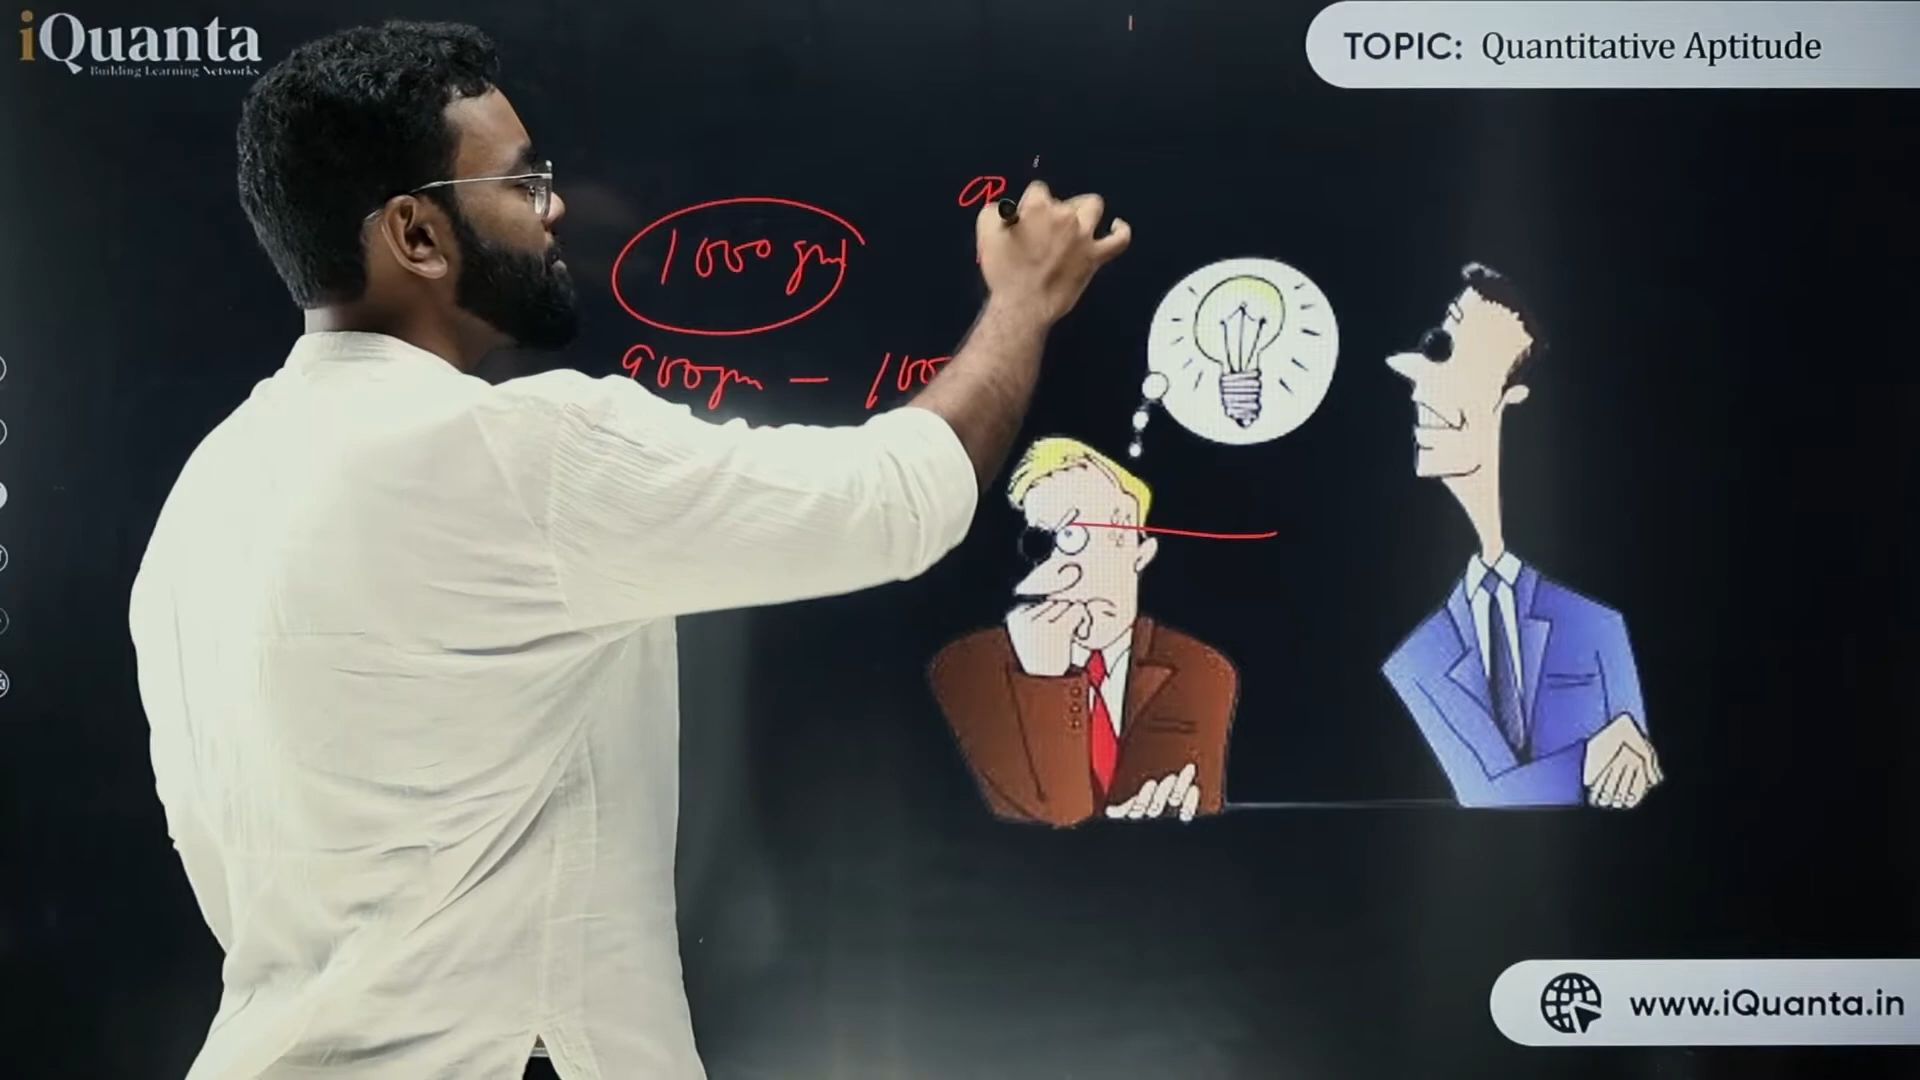 iQuanta
Building Learning Networks
TOPIC: Quantitative Aptitude
1000 gm
900gm — 100
www.iQuanta.in